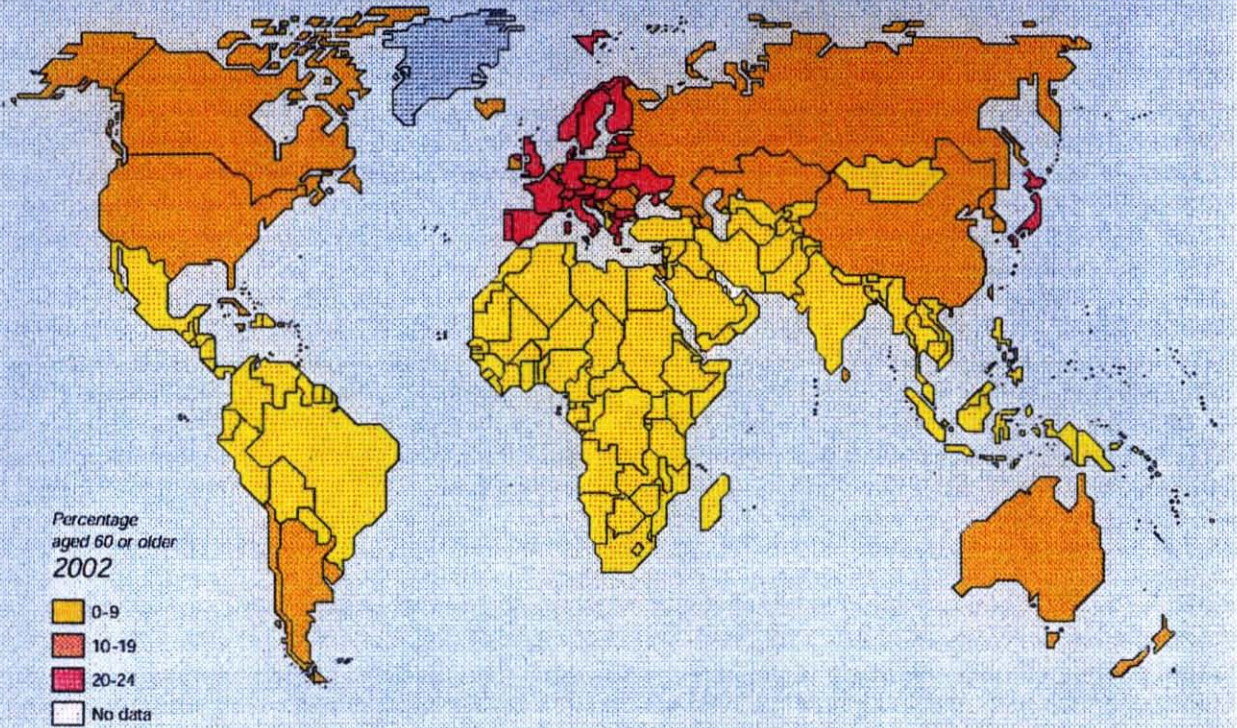 Percentage
aged 60 or older
2002
0-9
10-19
20-24
No data